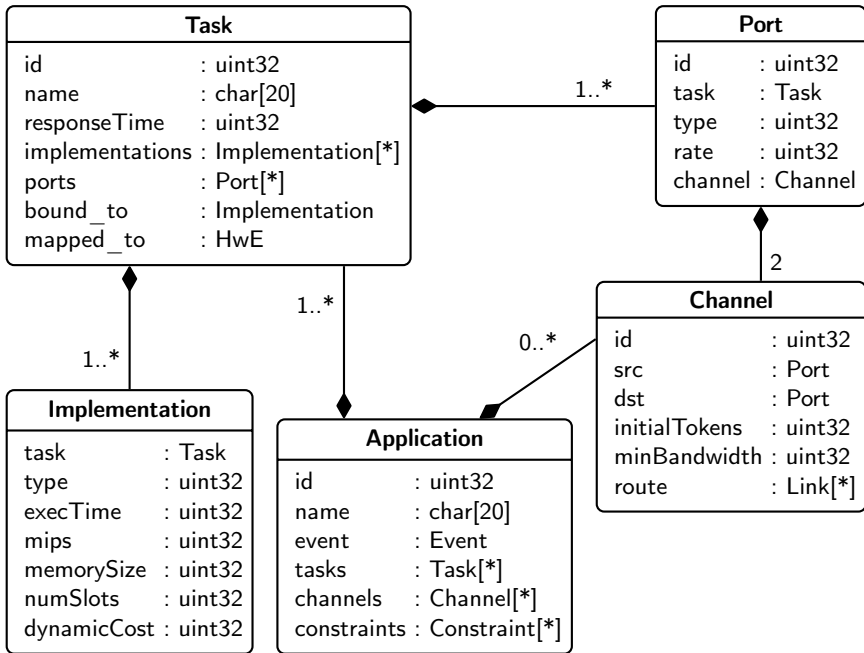 Task
id : uint32
name : char[20]
responseTime : uint32
implementations : Implementation[*]
ports : Port[*]
bound_to : Implementation
mapped_to : HwE
1..*
Port
id : uint32
task : Task
type : uint32
rate : uint32
channel : Channel
2
1..*
1..*
0..*
Channel
id : uint32
src : Port
dst : Port
initialTokens : uint32
minBandwidth : uint32
route : Link[*]
Implementation
task : Task
type : uint32
execTime : uint32
mips : uint32
memorySize : uint32
numSlots : uint32
dynamicCost : uint32
Application
id : uint32
name : char[20]
event : Event
tasks : Task[*]
channels : Channel[*]
constraints : Constraint[*]